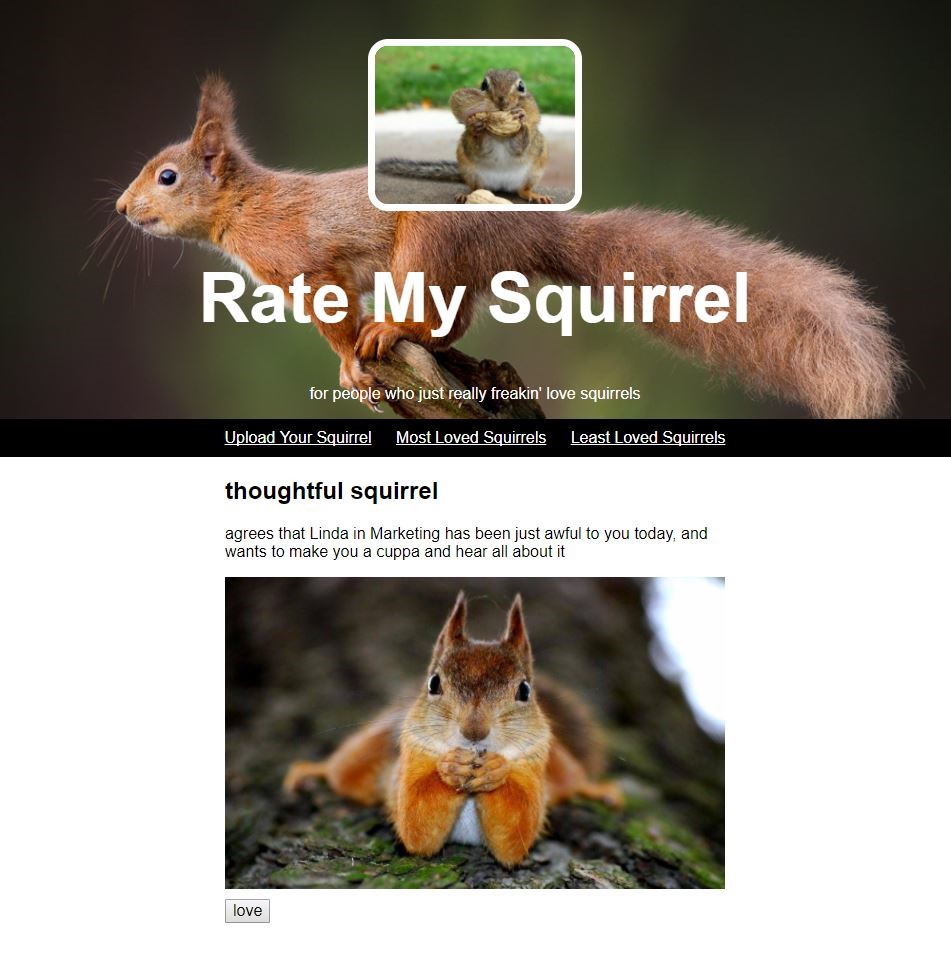 Rate My Squirrel
for people who just really freakin' love squirrels
Upload Your Squirrel Most Loved Squirrels Least Loved Squirrels
thoughtful squirrel
agrees that Linda in Marketing has been just awful to you today, and
wants to make you a cuppa and hear all about it
love